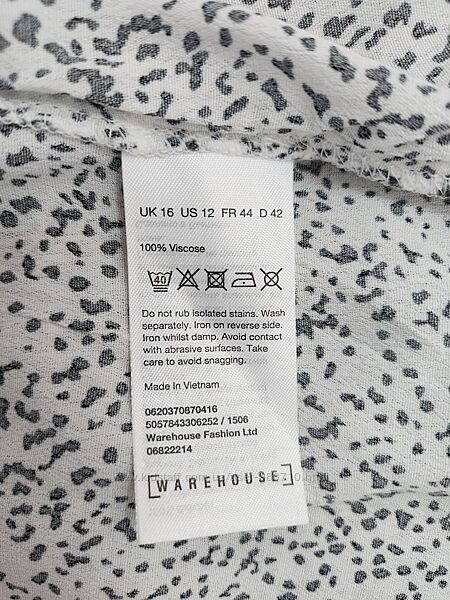 UK 16 US 12 FR 44 D 42
100% Viscose
40
Do not rub isolated stains. Wash
separately. Iron on reverse side.
Iron whilst damp. Avoid contact
with abrasive surfaces. Take
care to avoid snagging.
Made In Vietnam
0620370870416
5057843306252 / 1506
Warehouse Fashion Ltd
06822214
[WAREHOUSE]